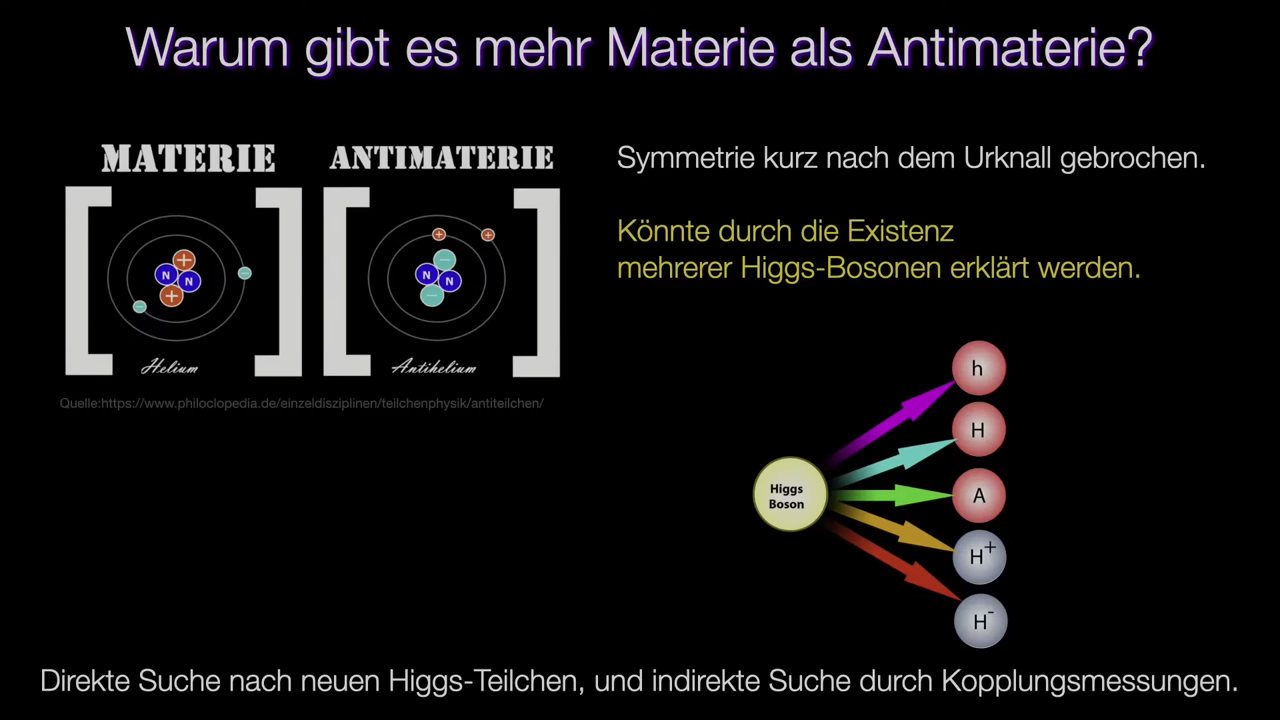 Warum gibt es mehr Materie als Antimaterie?
MATERIE
ANTIMATERIE
+
N
N
+
−
−
Helium
+
+
−
N
N
−
Antihelium
Quelle:https://www.philoclopedia.de/einzeldisziplinen/teilchenphysik/antiteilchen/
Symmetrie kurz nach dem Urknall gebrochen.
Könnte durch die Existenz
mehrerer Higgs-Bosonen erklärt werden.
Higgs
Boson
h
H
A
H+
H-
Direkte Suche nach neuen Higgs-Teilchen, und indirekte Suche durch Kopplungsmessungen.